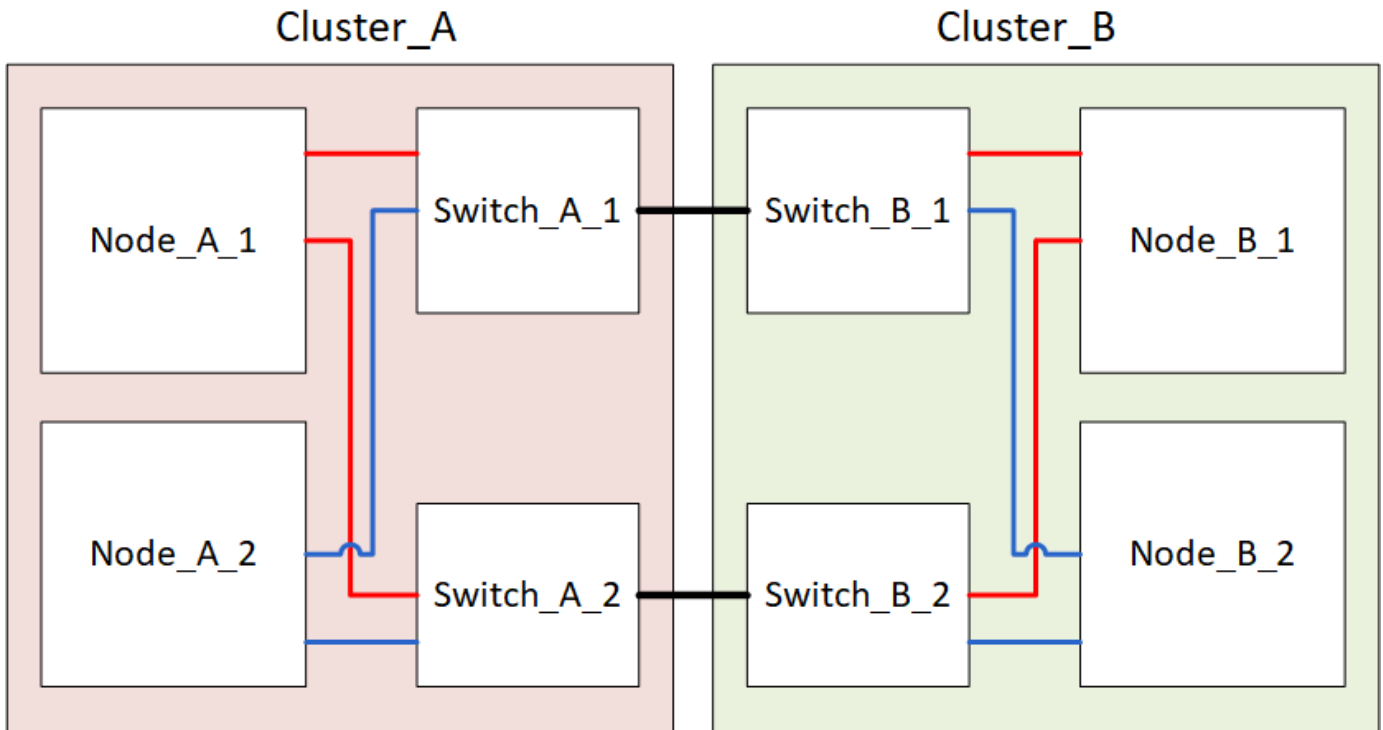 Cluster_A
Cluster_B
Node_A_1
Switch_A_1
Switch_B_1
Node_B_1
Node_A_2
Switch_A_2
Switch_B_2
Node_B_2